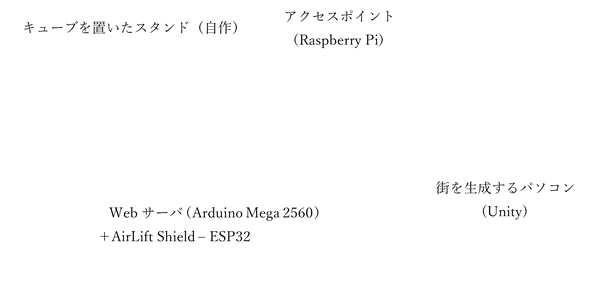 キューブを置いたスタンド（自作）
アクセスポイント
（Raspberry Pi）
街を生成するパソコン
（Unity）
Web サーバ（Arduino Mega 2560）
＋AirLift Shield – ESP32